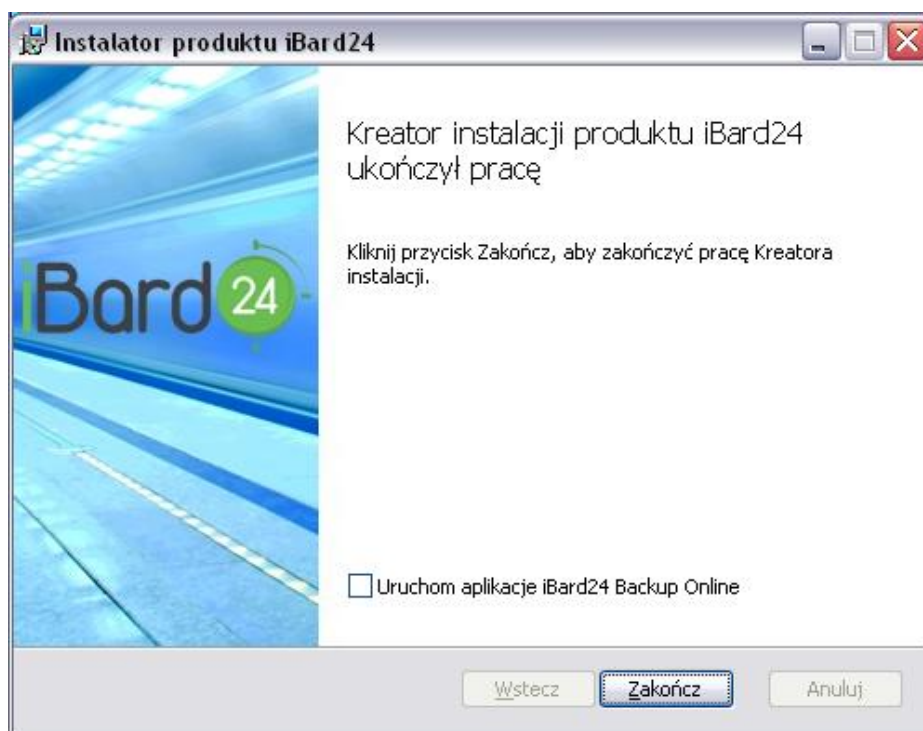 Instalator produktu iBard24
Kreator instalacji produktu iBard24
ukończył pracę
Kliknij przycisk Zakończ, aby zakończyć pracę Kreatora
instalacji.
iBard24
Uruchom aplikacje iBard24 Backup Online
Wstecz
Zakończ
Anuluj